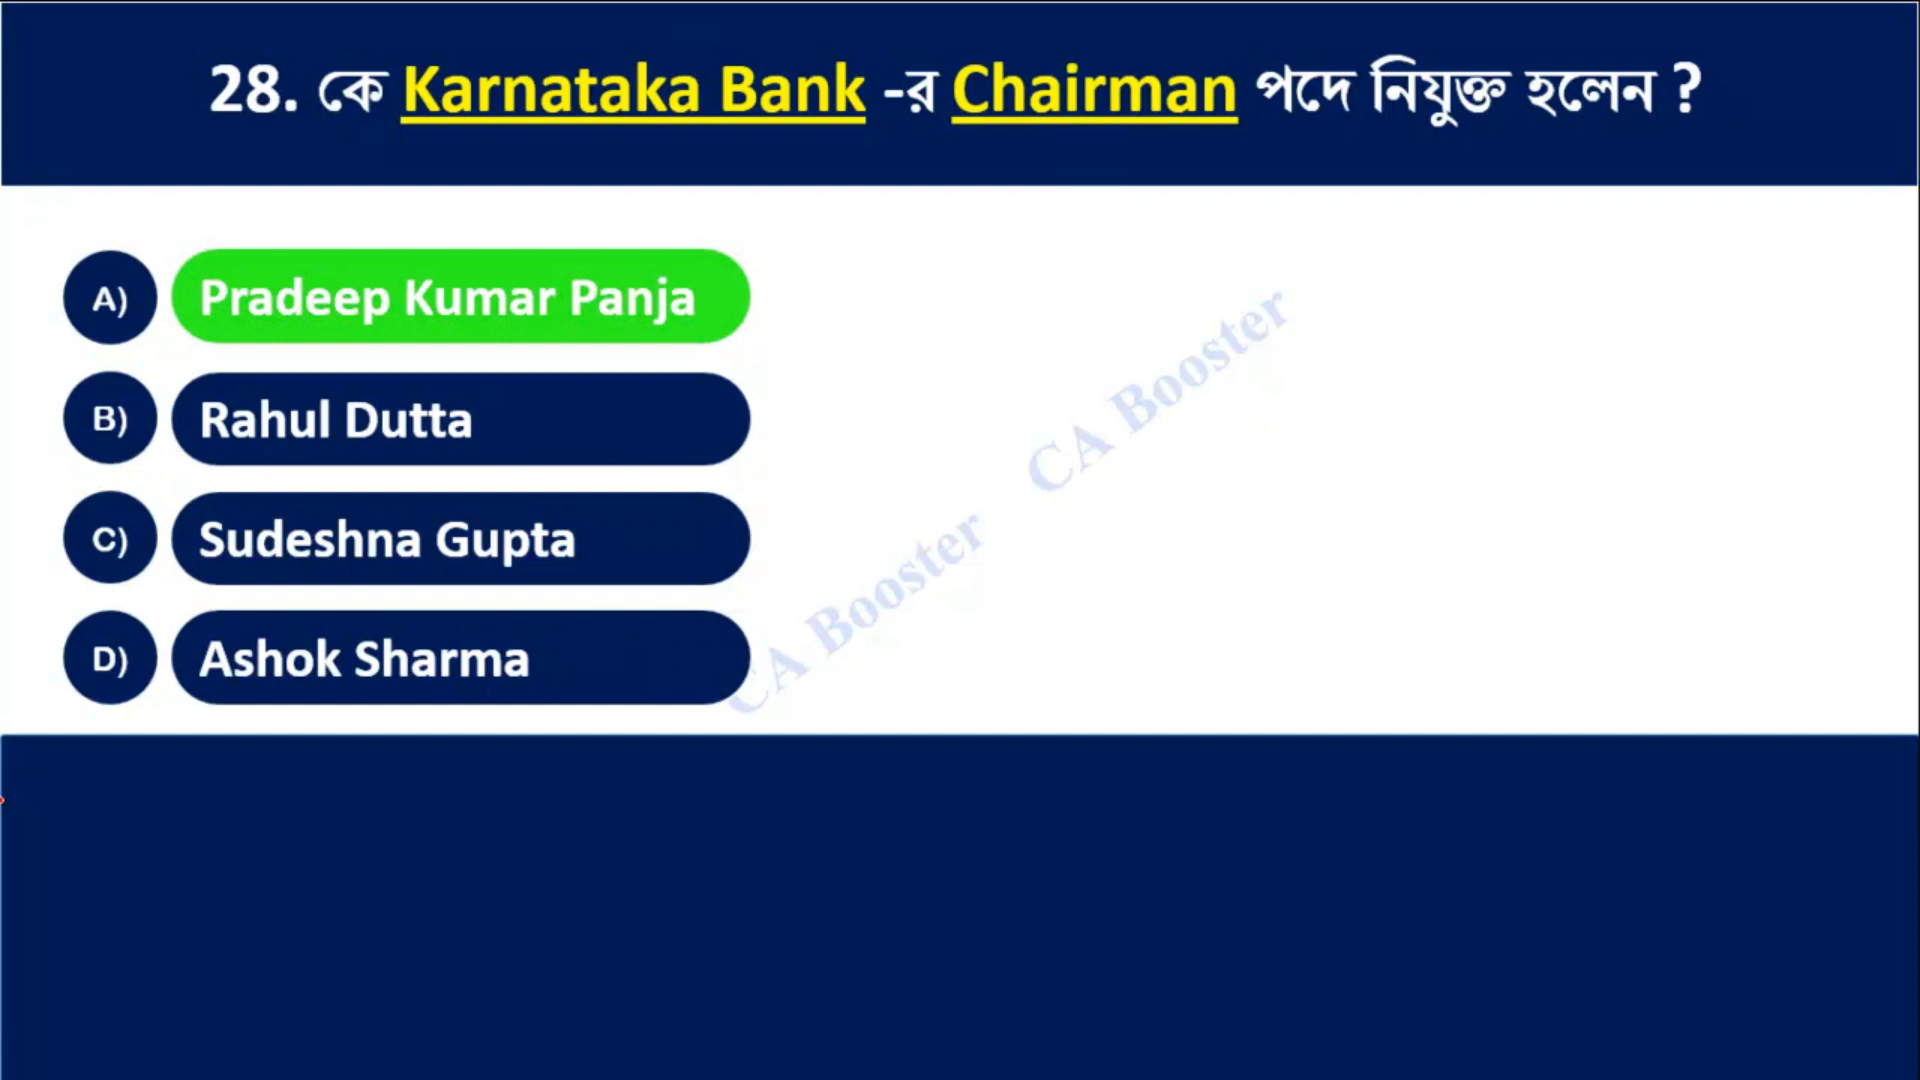 28. কে Karnataka Bank -র Chairman পদে নিযুক্ত হলেন ?
A) Pradeep Kumar Panja
B) Rahul Dutta
C) Sudeshna Gupta
D) Ashok Sharma
CA Booster
CA Booster